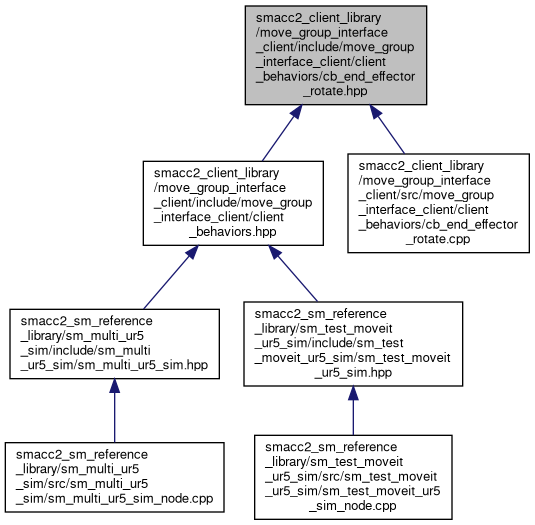 smacc2_client_library
/move_group_interface
_client/include/move_group
_interface_client/client
_behaviors/cb_end_effector
_rotate.hpp
smacc2_client_library
/move_group_interface
_client/include/move_group
_interface_client/client
_behaviors.hpp
smacc2_client_library
/move_group_interface
_client/src/move_group
_interface_client/client
_behaviors/cb_end_effector
_rotate.cpp
smacc2_sm_reference
_library/sm_multi_ur5
_sim/include/sm_multi
_ur5_sim/sm_multi_ur5_sim.hpp
smacc2_sm_reference
_library/sm_test_moveit
_ur5_sim/include/sm_test
_moveit_ur5_sim/sm_test_moveit
_ur5_sim.hpp
smacc2_sm_reference
_library/sm_multi_ur5
_sim/src/sm_multi_ur5
_sim/sm_multi_ur5_sim_node.cpp
smacc2_sm_reference
_library/sm_test_moveit
_ur5_sim/src/sm_test_moveit
_ur5_sim/sm_test_moveit_ur5
_sim_node.cpp